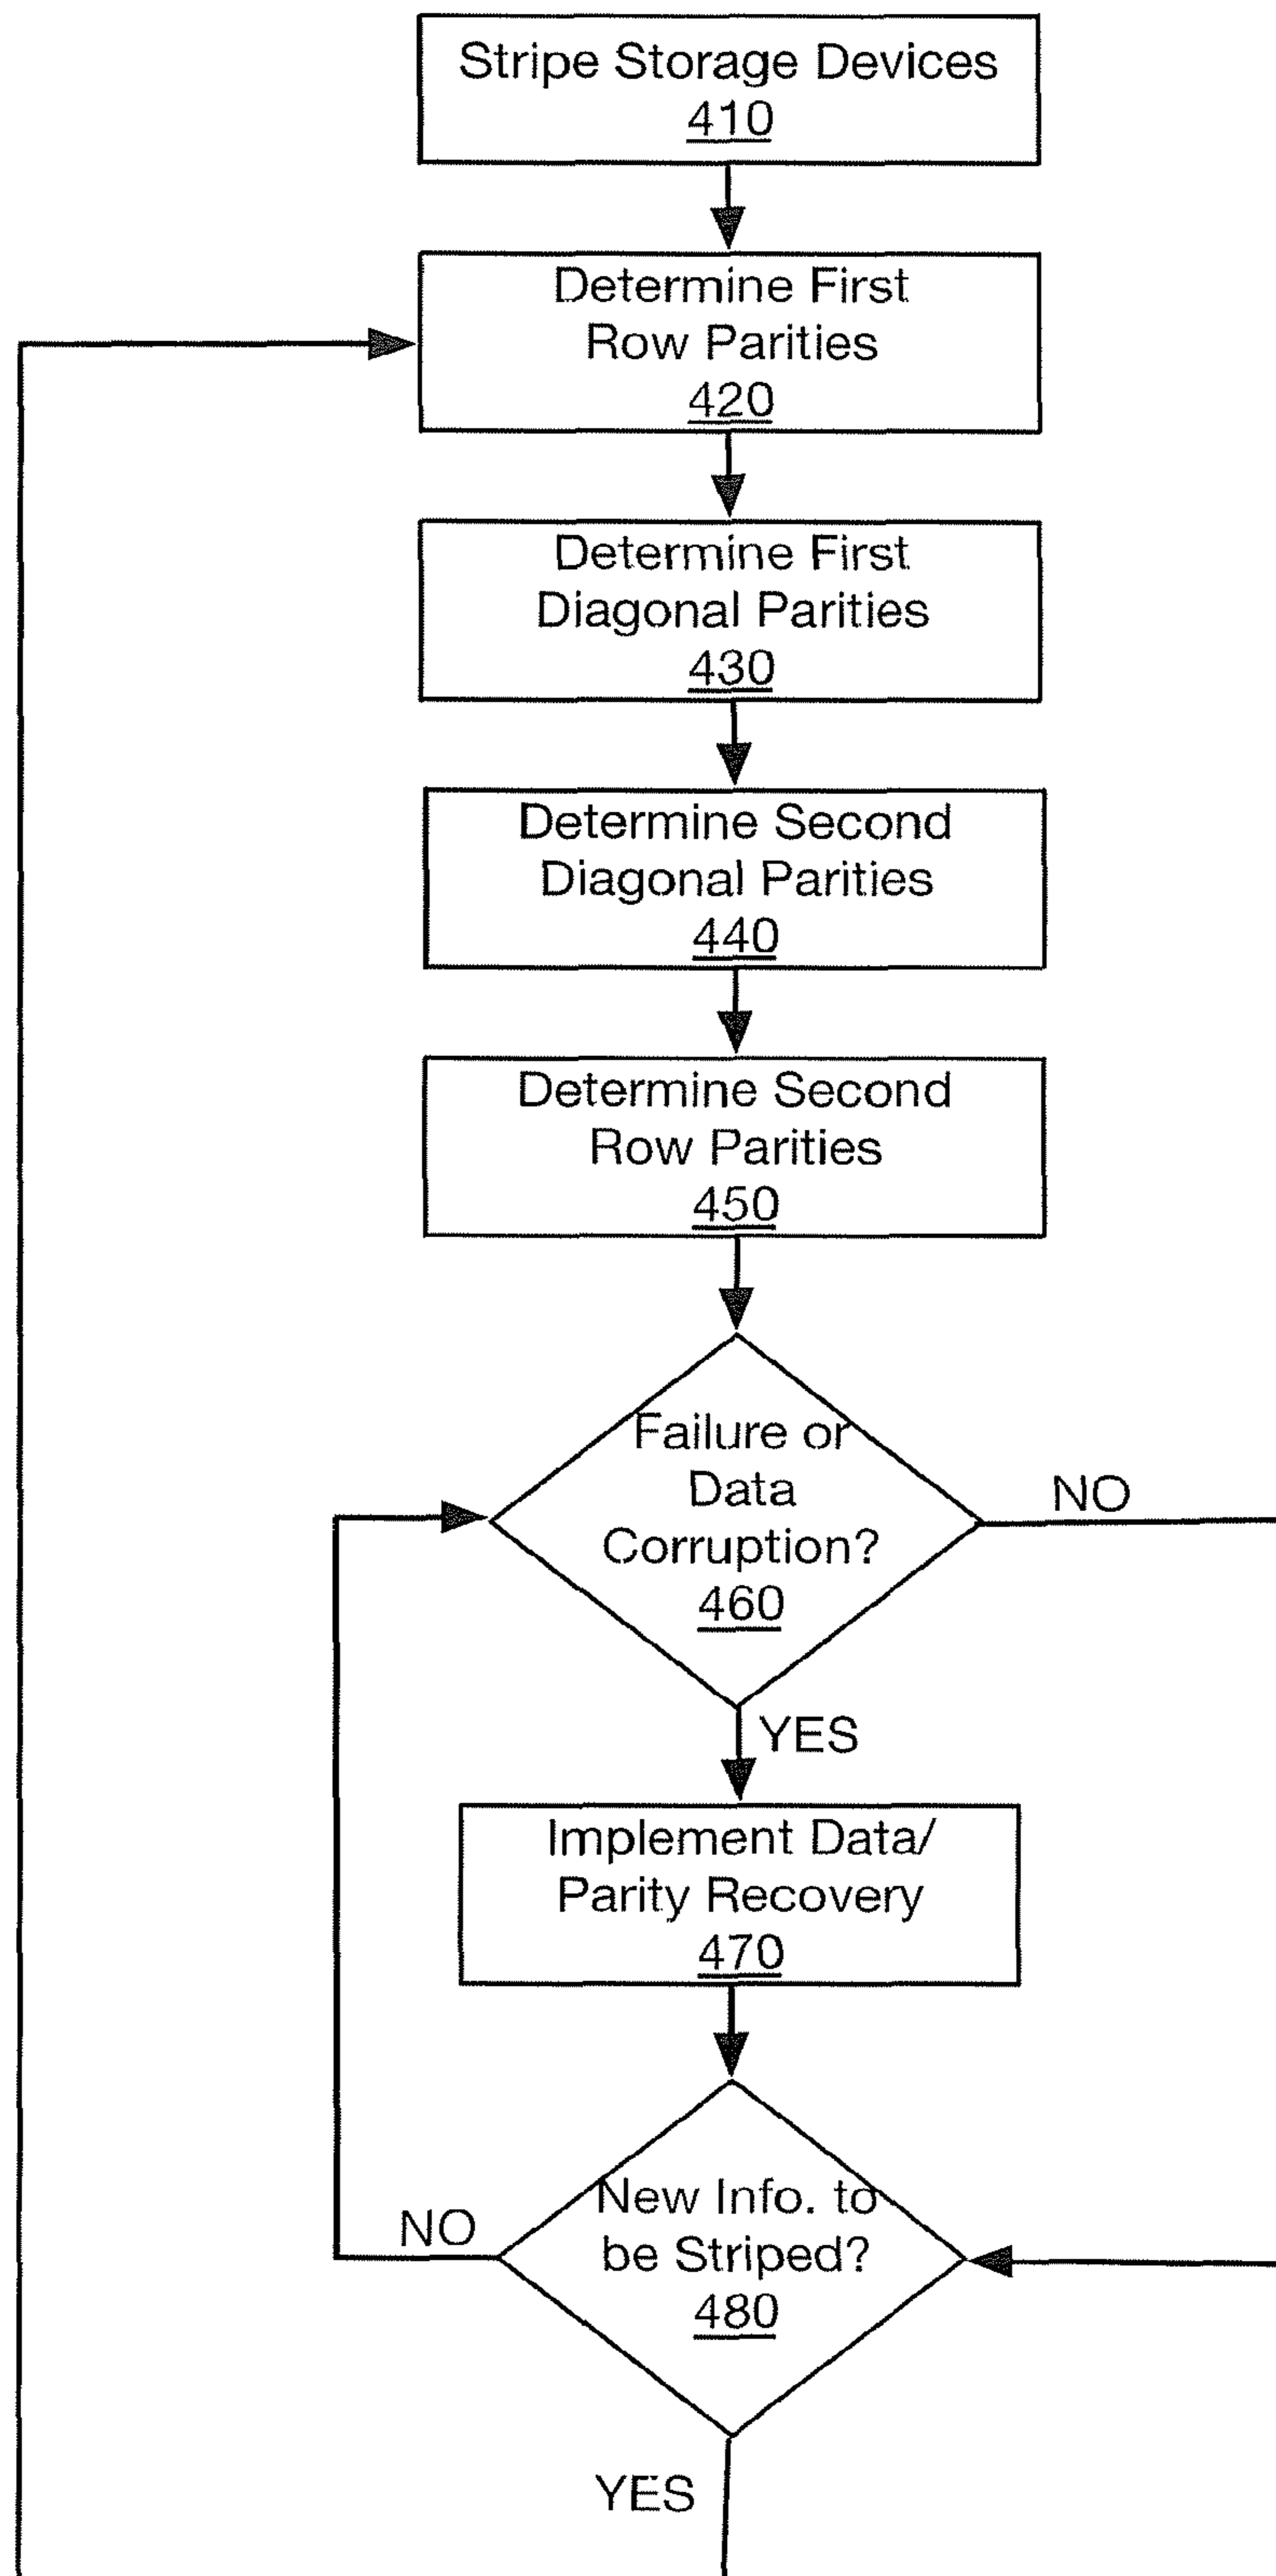 Stripe Storage Devices
410
Determine First
Row Parities
420
Determine First
Diagonal Parities
430
Determine Second
Diagonal Parities
440
Determine Second
Row Parities
450
Failure or
Data
Corruption?
460
NO
YES
Implement Data/
Parity Recovery
470
New Info. to
be Striped?
480
NO
YES